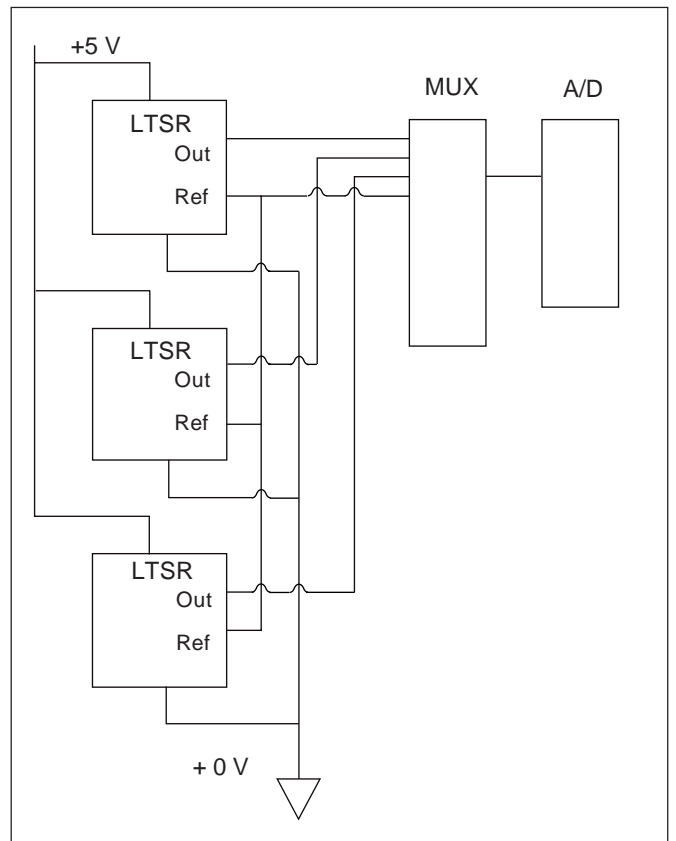 +5 V
MUX
A/D
LTSR
Out
Ref
LTSR
Out
Ref
LTSR
Out
Ref
+ 0 V